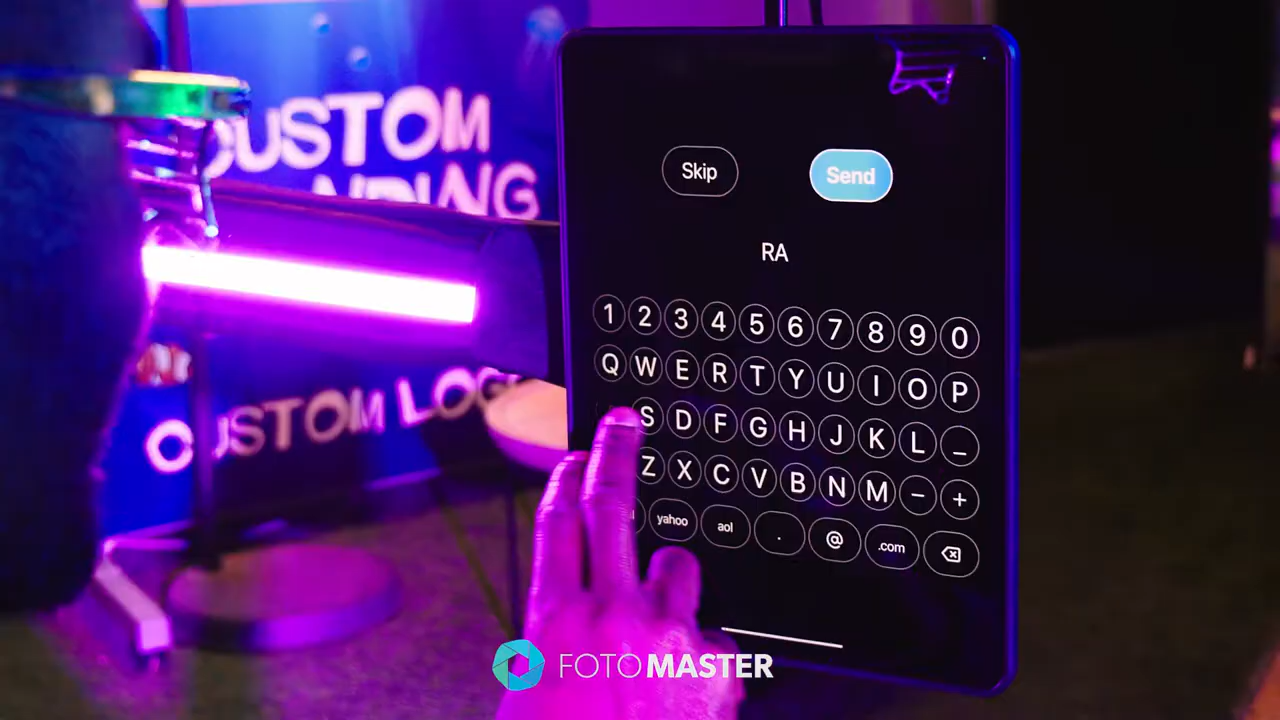 CUSTOM
CUSTOM LOG
Skip
Send
RA
1 2 3 4 5 6 7 8 9 0
Q W E R T Y U I O P
S D F G H J K L _
Z X C V B N M - +
yahoo aol . @ .com
FOTOMASTER